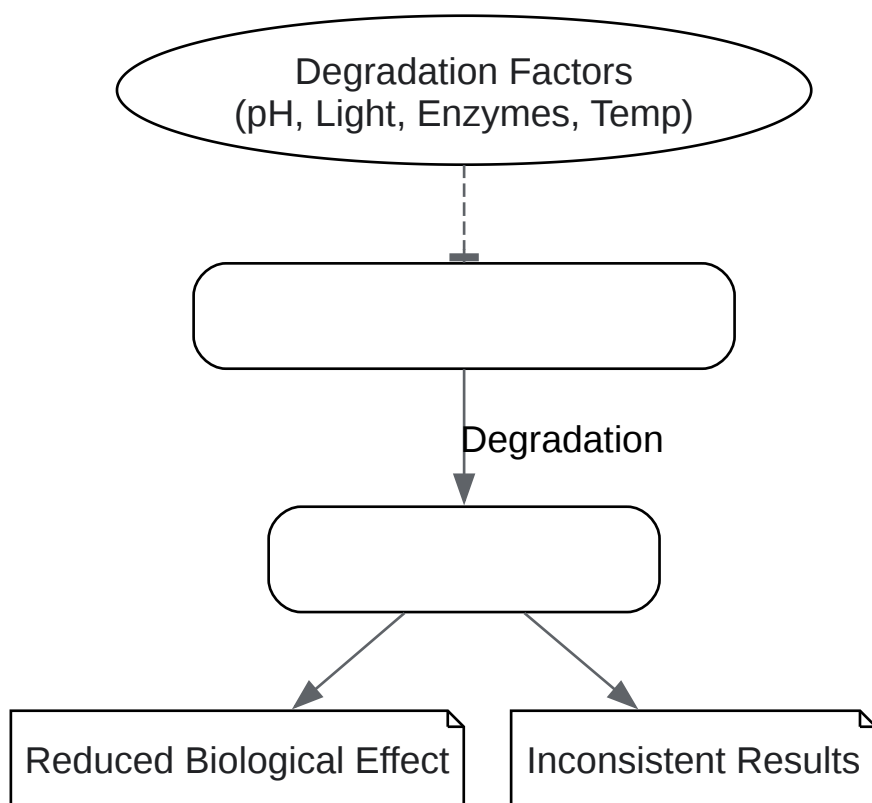 Degradation Factors
(pH, Light, Enzymes, Temp)
Degradation
Reduced Biological Effect
Inconsistent Results